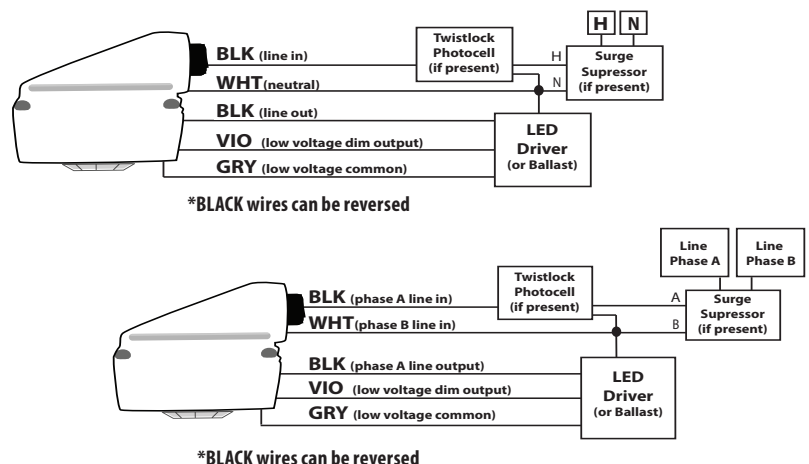 H N
BLK (line in)
Twistlock
Photocell
(if present)
H
Surge
Supressor
(if present)
WHT(neutral)
N
BLK (line out)
LED
Driver
(or Ballast)
VIO (low voltage dim output)
GRY (low voltage common)
*BLACK wires can be reversed
Line
Phase A
Line
Phase B
Twistlock
Photocell
(if present)
BLK (phase A line in)
A
Surge
Supressor
(if present)
WHT(phase B line in)
B
BLK (phase A line output)
LED
Driver
(or Ballast)
VIO (low voltage dim output)
GRY (low voltage common)
*BLACK wires can be reversed